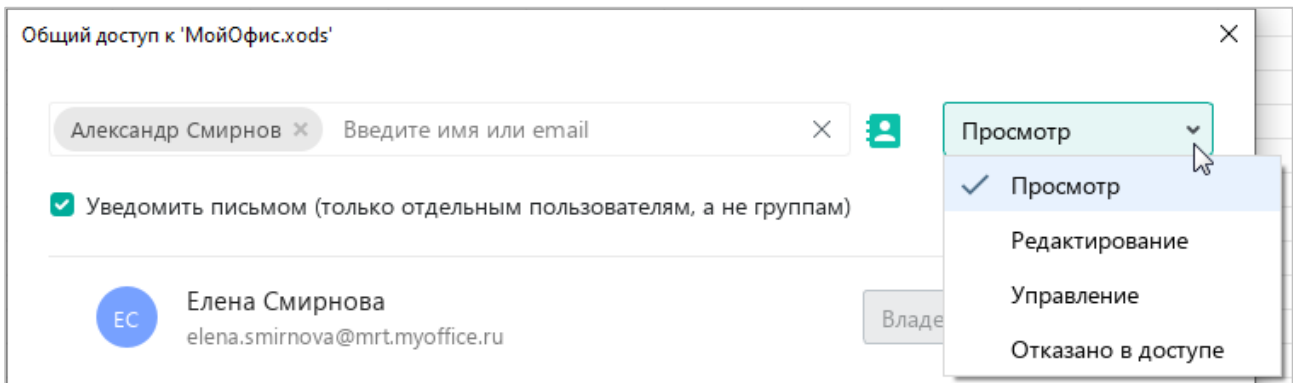 Общий доступ к 'МойОфис.xods'
Александр Смирнов Введите имя или email Просмотр
Просмотр
Уведомить письмом (только отдельным пользователям, а не группам)
Редактирование
Управление
Елена Смирнова
ЕС Владе
elena.smirnova@mrt.myoffice.ru
Отказано в доступе